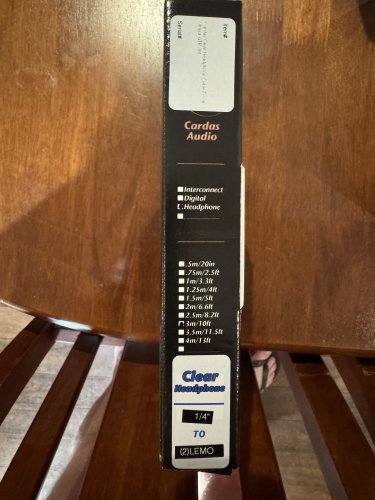 Item#
Serial#
Cardas
Audio
Interconnect
Digital
Headphone
.5m/20in
.75m/2.5ft
1m/3.3ft
1.25m/4ft
1.5m/5ft
2m/6.6ft
2.5m/8.2ft
3m/10ft
3.5m/11.5ft
4m/13ft
Clear
Headphone
1/4"
TO
(2)LEMO